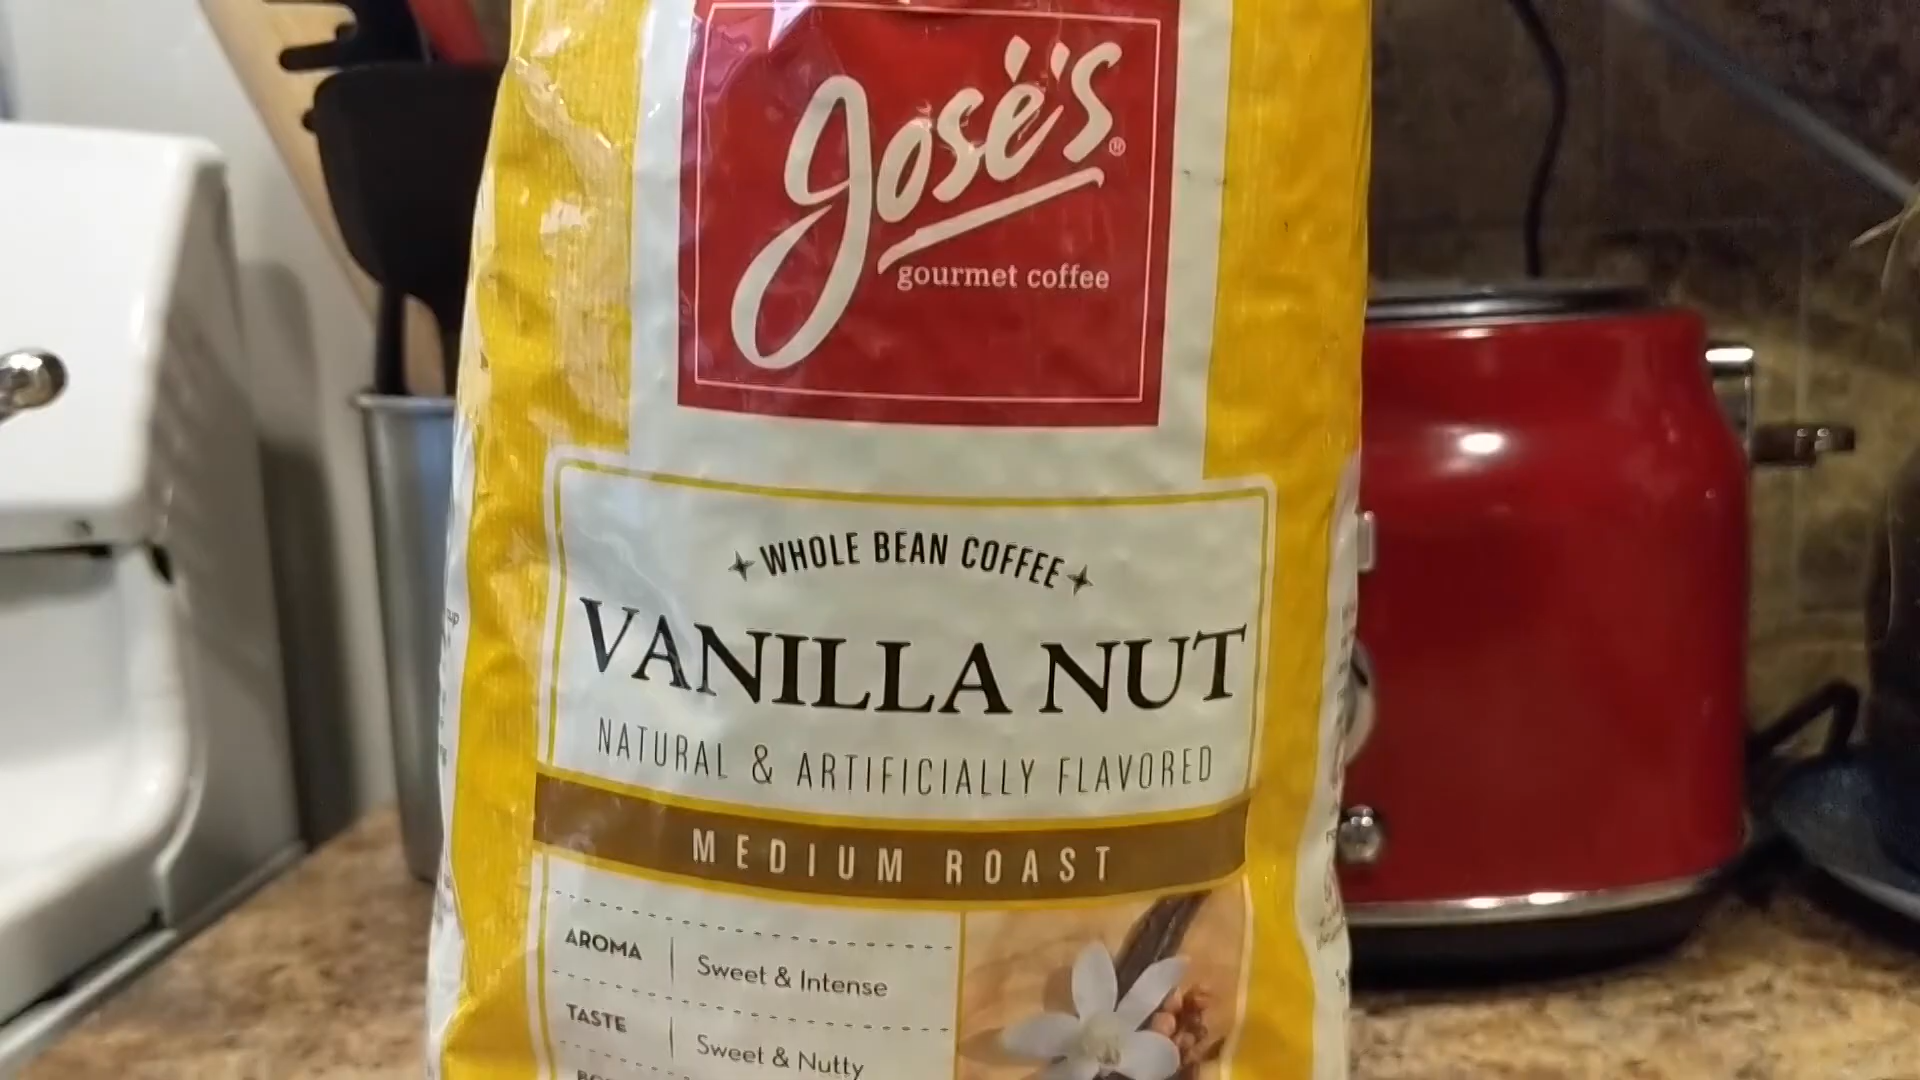 José's®
gourmet coffee
WHOLE BEAN COFFEE
VANILLA NUT
NATURAL & ARTIFICIALLY FLAVORED
MEDIUM ROAST
AROMA Sweet & Intense
TASTE Sweet & Nutty